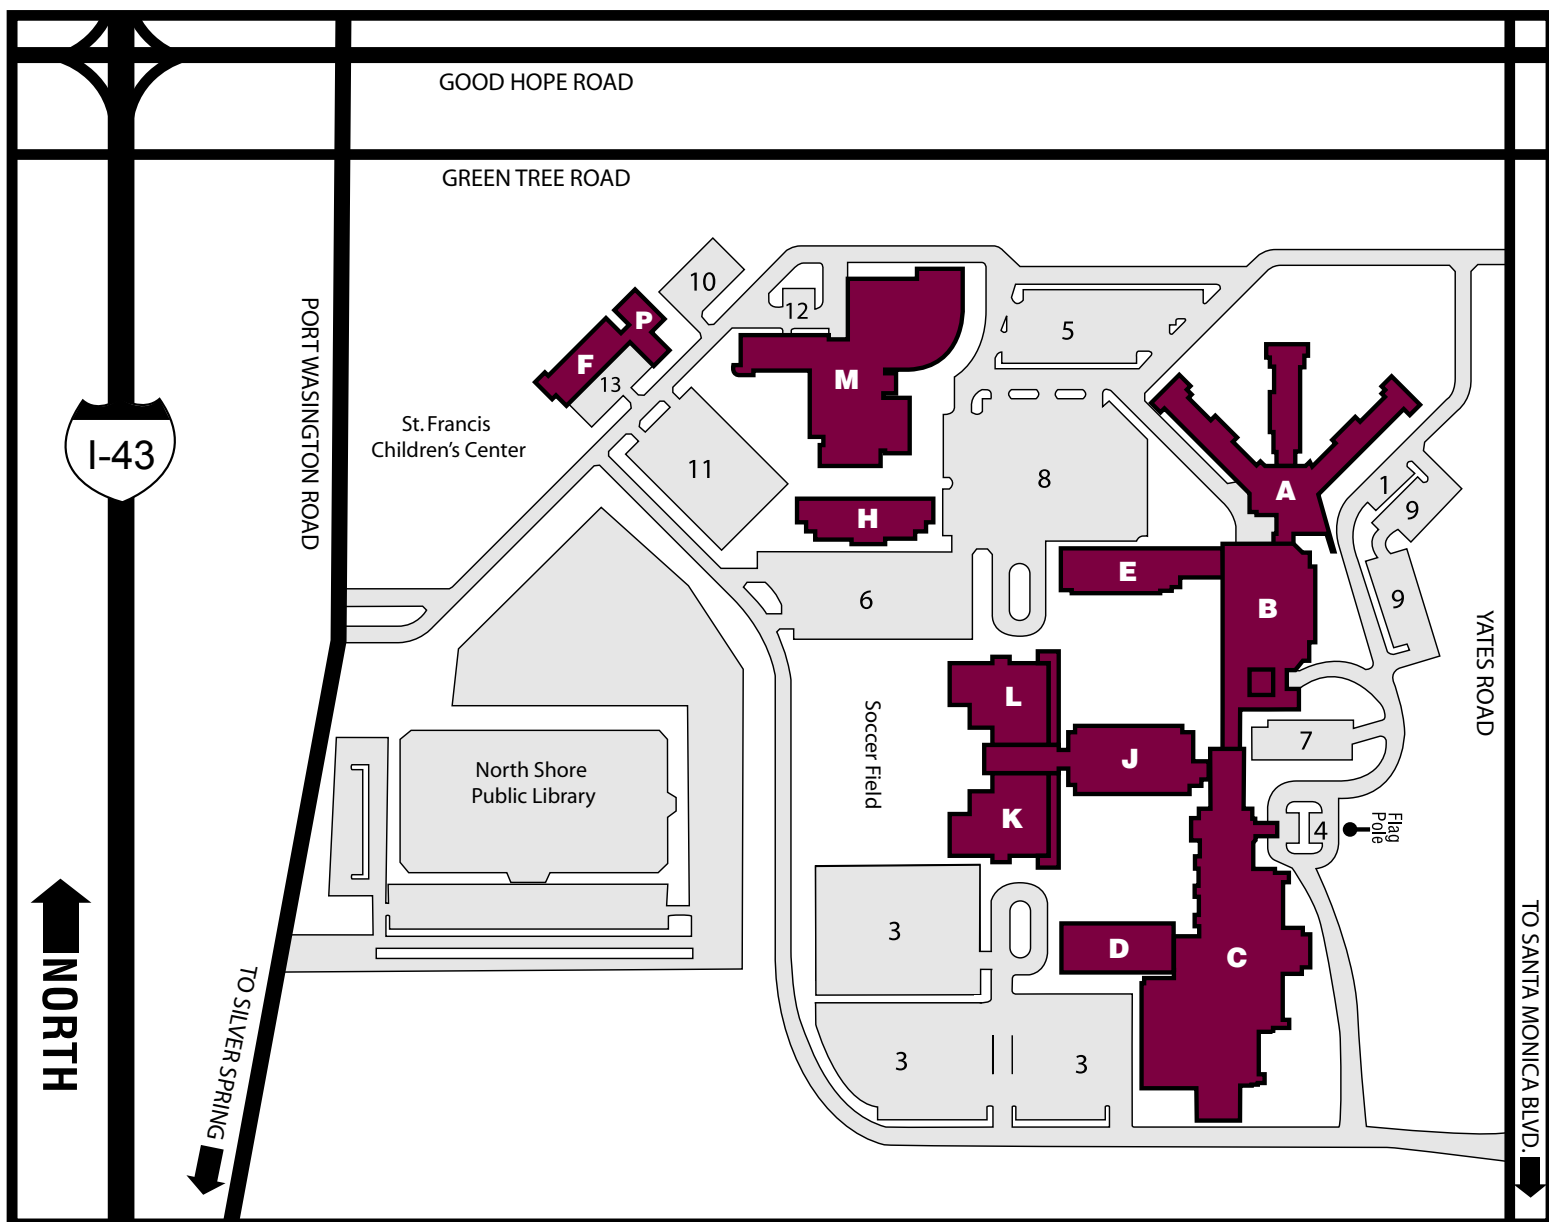 GOOD HOPE ROAD
GREEN TREE ROAD
PORT WASINGTON ROAD
I-43
10
12
P
F
13
M
5
St. Francis
Children's Center
11
8
H
A
1
9
9
E
B
6
YATES ROAD
L
Soccer Field
J
7
K
4
Flag
Pole
North Shore
Public Library
3
D
C
3
3
NORTH
TO SILVER SPRING
TO SANTA MONICA BLVD.